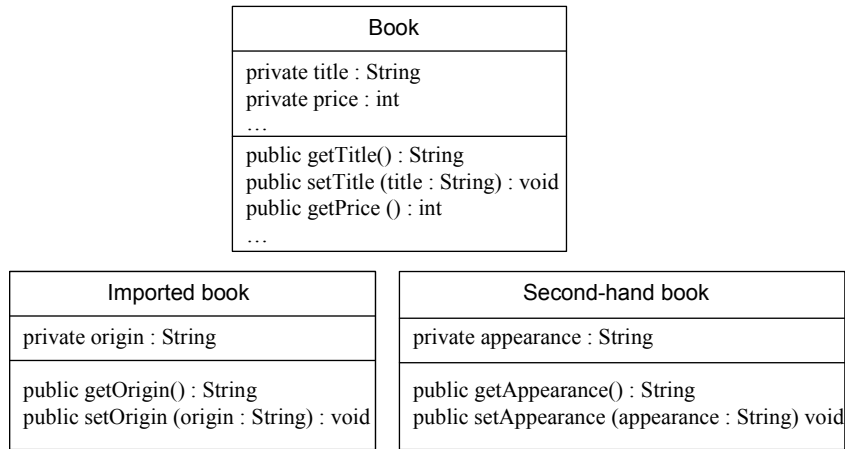 Book
private title : String
private price : int
…
public getTitle() : String
public setTitle (title : String) : void
public getPrice () : int
…
Imported book
private origin : String
public getOrigin() : String
public setOrigin (origin : String) : void
Second-hand book
private appearance : String
public getAppearance() : String
public setAppearance (appearance : String) void